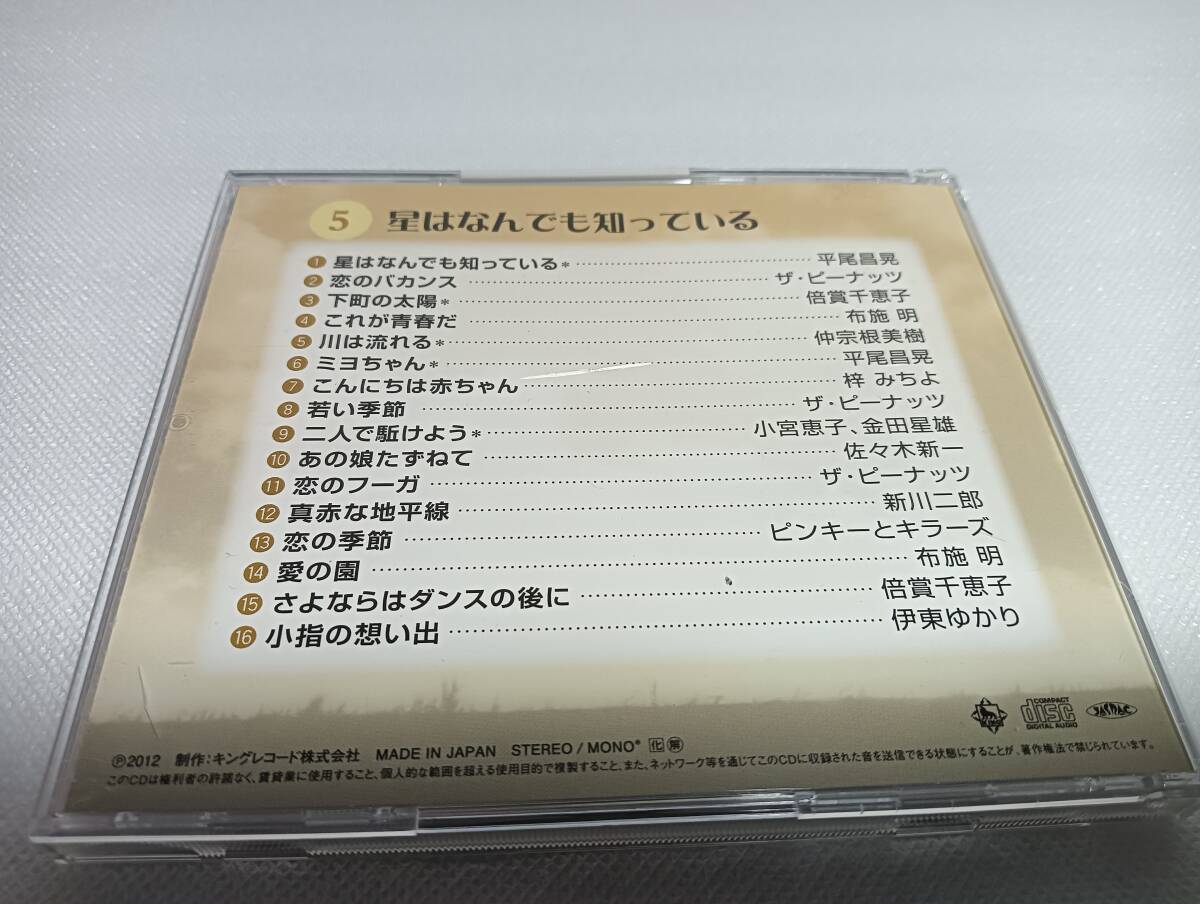 5 星はなんでも知っている
1 星はなんでも知っている* 平尾昌晃
2 恋のバカンス ザ・ピーナッツ
3 下町の太陽* 倍賞千恵子
4 これが青春だ 布施 明
5 川は流れる* 仲宗根美樹
6 ミヨちゃん* 平尾昌晃
7 こんにちは赤ちゃん 梓 みちよ
8 若い季節 ザ・ピーナッツ
9 二人で駈けよう* 小宮恵子、金田星雄
10 あの娘たずねて 佐々木新一
11 恋のフーガ ザ・ピーナッツ
12 真赤な地平線 新川二郎
13 恋の季節 ピンキーとキラーズ
14 愛の園 布施 明
15 さよならはダンスの後に 倍賞千恵子
16 小指の想い出 伊東ゆかり
COMPACT disc DIGITAL AUDIO JASRAC
Ⓟ2012 制作:キングレコード株式会社 MADE IN JAPAN STEREO/MONO* 化 解
このCDは権利者の許諾なく、賃貸業に使用すること、個人的な範囲を超える使用目的で複製すること、また、ネットワーク等を通じてこのCDに収録された音を送信できる状態にすることが、著作権法で禁じられています。